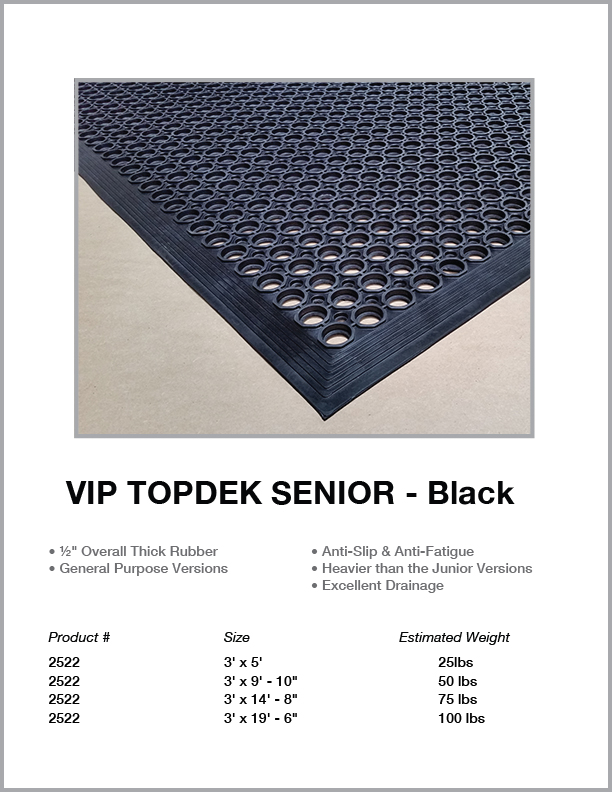 VIP TOPDEK SENIOR - Black
• ½" Overall Thick Rubber
• General Purpose Versions
• Anti-Slip & Anti-Fatigue
• Heavier than the Junior Versions
• Excellent Drainage
Product # Size Estimated Weight
2522 3' x 5' 25lbs
2522 3' x 9' - 10" 50 lbs
2522 3' x 14' - 8" 75 lbs
2522 3' x 19' - 6" 100 lbs